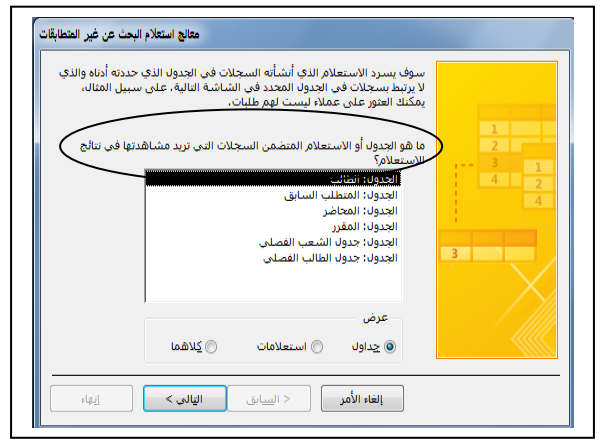 معالج استعلام البحث عن غير المتطابقات
سوف يسرد الاستعلام الذي أنشأته السجلات في الجدول الذي حددته أدناه والذي
لا يرتبط بسجلات في الجدول المحدد في الشاشة التالية. على سبيل المثال،
يمكنك العثور على عملاء ليست لهم طلبات.
ما هو الجدول أو الاستعلام المتضمن السجلات التي تريد مشاهدتها في نتائج
الاستعلام؟
الجدول: الطالب
الجدول: المتطلب السابق
الجدول: المحاضر
الجدول: المقرر
الجدول: جدول الشعب الفصلي
الجدول: جدول الطالب الفصلي
1
2
3
4
1
2
4
3
عرض
جداول
استعلامات
كلاهما
إلغاء الأمر
< السابق
التالي >
إنهاء